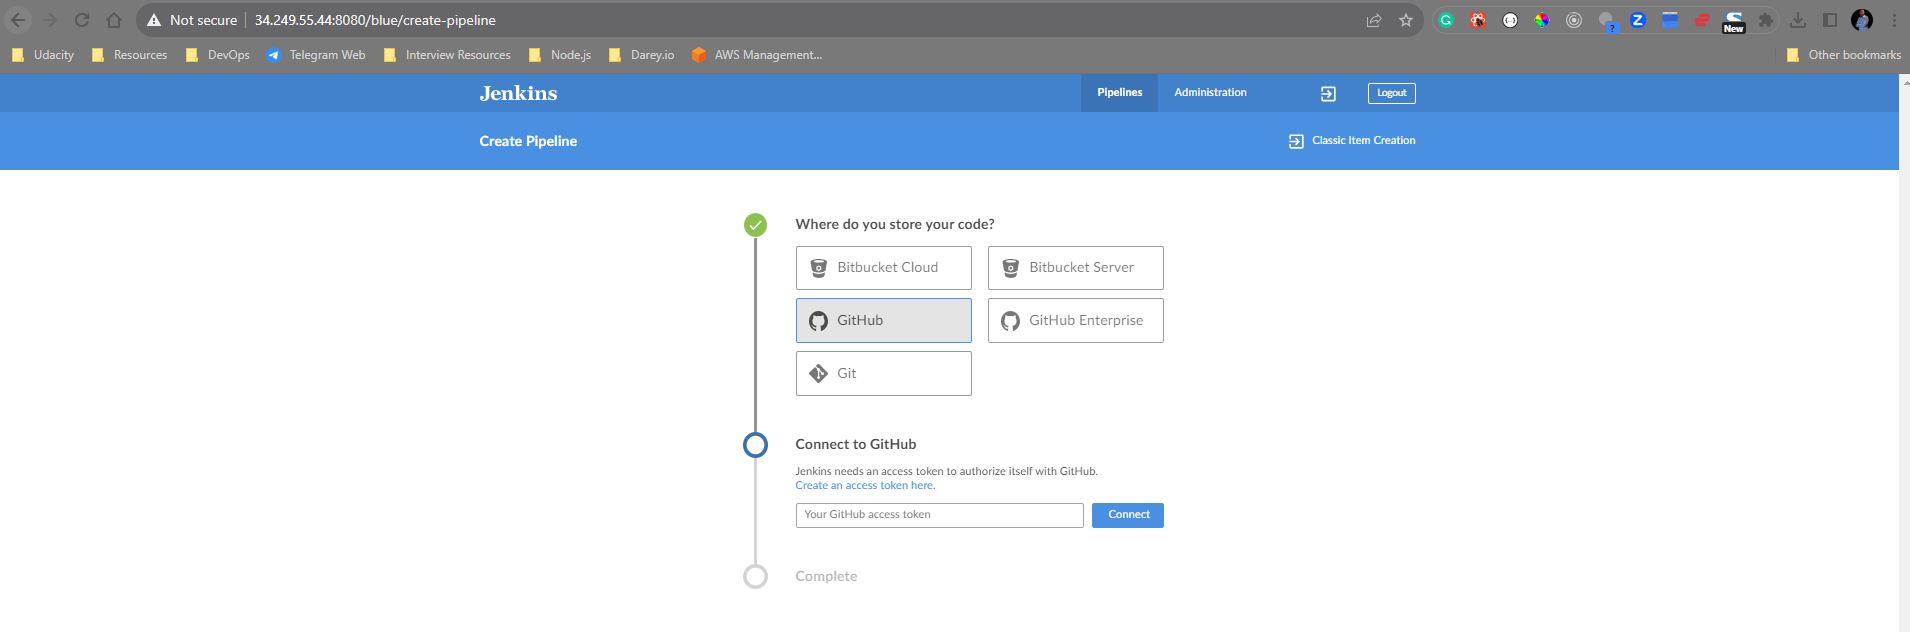 Not secure 34.249.55.44:8080/blue/create-pipeline
New
Udacity Resources DevOps Telegram Web Interview Resources Node.js Darey.io AWS Management... Other bookmarks
Jenkins Pipelines Administration Logout
Create Pipeline Classic Item Creation
Where do you store your code?
Bitbucket Cloud Bitbucket Server
GitHub GitHub Enterprise
Git
Connect to GitHub
Jenkins needs an access token to authorize itself with GitHub.
Create an access token here.
Your GitHub access token Connect
Complete